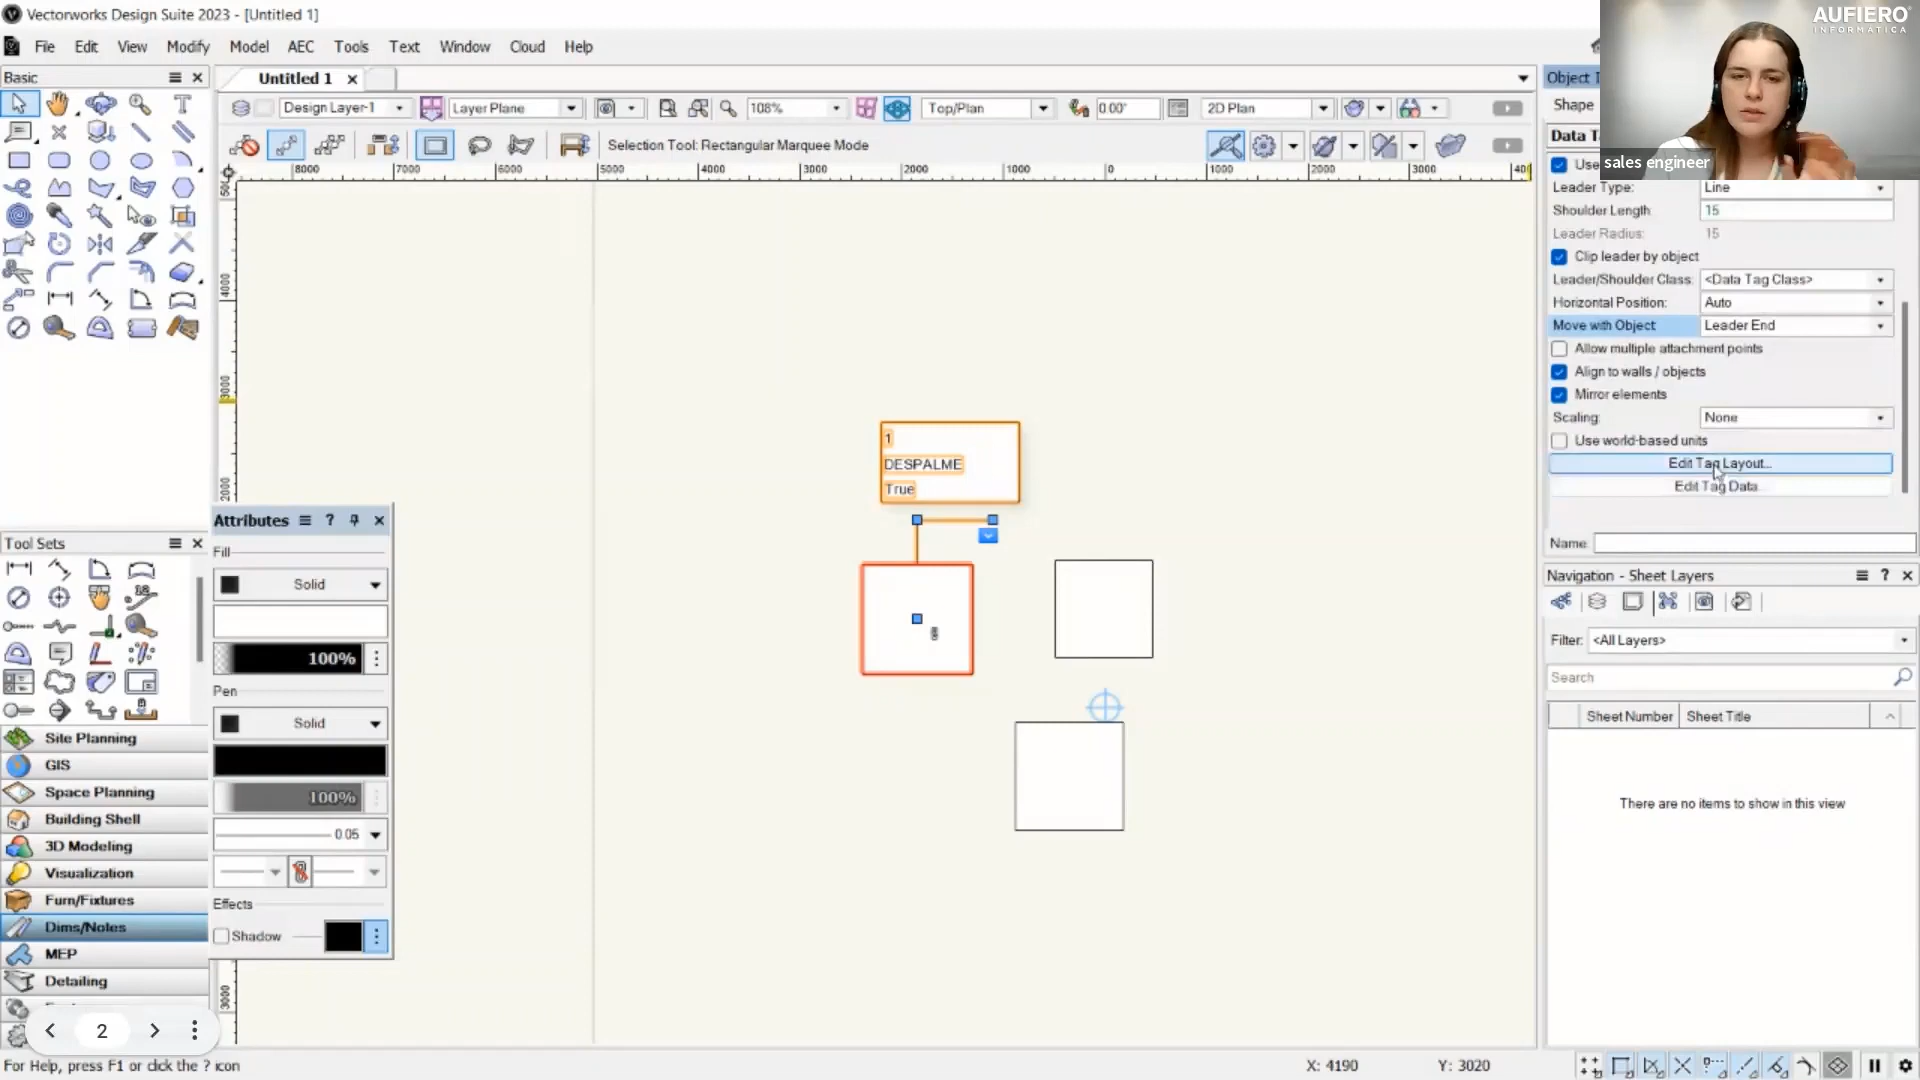 Vectorworks Design Suite 2023 - [Untitled 1]
AUFIERO
INFORMATICA
sales engineer
File Edit View Modify Model AEC Tools Text Window Cloud Help
Basic
Untitled 1
Design Layer-1
Layer Plane
108%
Top/Plan
0.00°
2D Plan
Selection Tool: Rectangular Marquee Mode
8000 7000 6000 5000 4000 3000 2000 1000 0 1000 2000 3000
4000
3000
2000
3000
Object
Shape
Data T
Use
Leader Type: Line
Shoulder Length: 15
Leader Radius: 15
Clip leader by object
Leader/Shoulder Class: <Data Tag Class>
Horizontal Position: Auto
Move with Object Leader End
Allow multiple attachment points
Align to walls / objects
Mirror elements
Scaling: None
Use world-based units
Edit Tag Layout...
Edit Tag Data...
Name:
1
DESPALME
True
Attributes
Fill
Solid
100%
Pen
Solid
100%
0.05
Effects
Shadow
Tool Sets
Site Planning
GIS
Space Planning
Building Shell
3D Modeling
Visualization
Furn/Fixtures
Dims/Notes
MEP
Detailing
Navigation - Sheet Layers
Filter: <All Layers>
Search
Sheet Number Sheet Title
There are no items to show in this view
2
For Help, press F1 or click the ? icon
X: 4190 Y: 3020